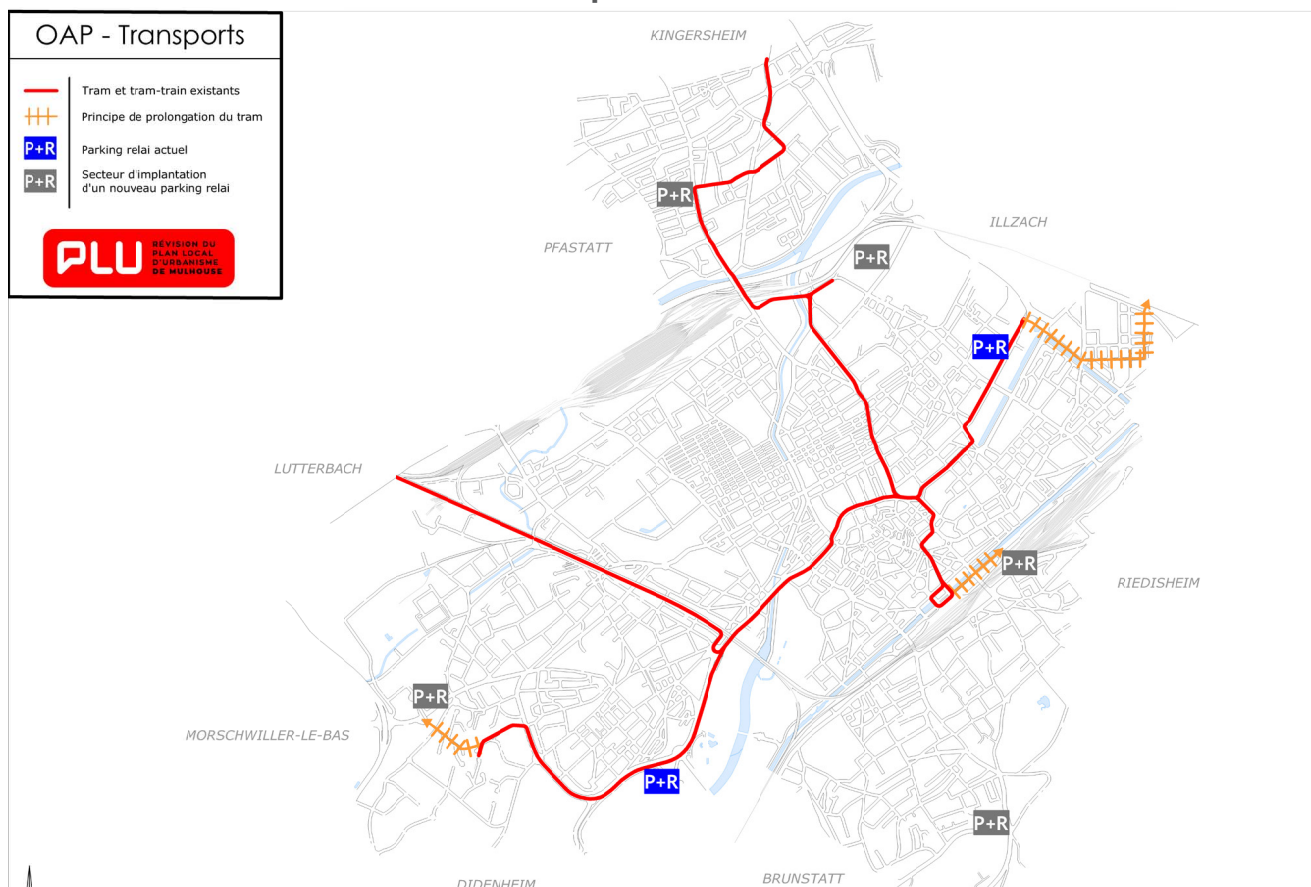 OAP - Transports
Tram et tram-train existants
Principe de prolongation du tram
P+R
Parking relai actuel
P+R
Secteur d'implantation
d'un nouveau parking relai
PLU
RÉVISION DU
PLAN LOCAL
D'URBANISME
DE MULHOUSE
KINGERSHEIM
P+R
ILLZACH
PFASTATT
P+R
P+R
LUTTERBACH
P+R
RIEDISHEIM
P+R
MORSCHWILLER-LE-BAS
P+R
P+R
BRUNSTATT
DIDENHEIM